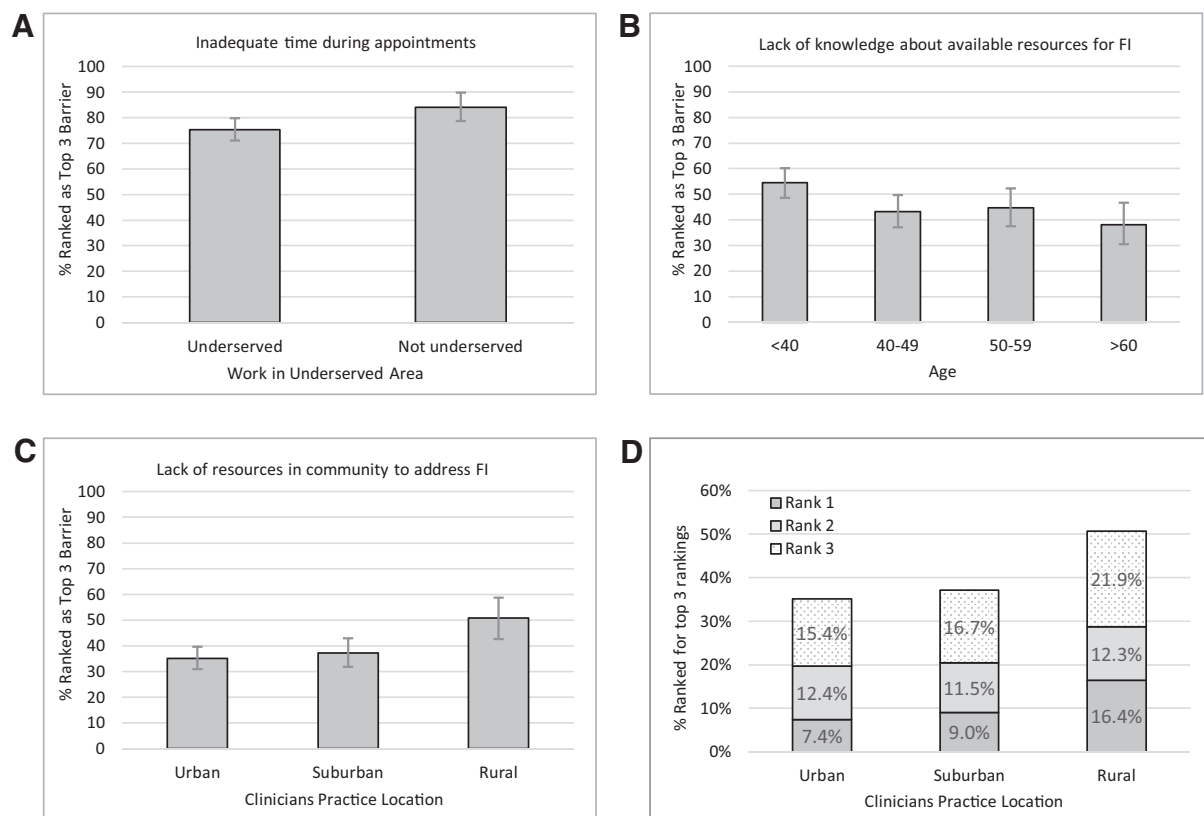 A
Inadequate time during appointments
% Ranked as Top 3 Barrier
100
90
80
70
60
50
40
30
20
10
0
Underserved
Not underserved
Work in Underserved Area
B
Lack of knowledge about available resources for FI
% Ranked as Top 3 Barrier
100
90
80
70
60
50
40
30
20
10
0
<40
40-49
50-59
>60
Age
C
Lack of resources in community to address FI
% Ranked as Top 3 Barrier
100
90
80
70
60
50
40
30
20
10
0
Urban
Suburban
Rural
Clinicians Practice Location
D
% Ranked for top 3 rankings
60%
50%
40%
30%
20%
10%
0%
Rank 1
Rank 2
Rank 3
15.4%
12.4%
7.4%
16.7%
11.5%
9.0%
21.9%
12.3%
16.4%
Urban
Suburban
Rural
Clinicians Practice Location